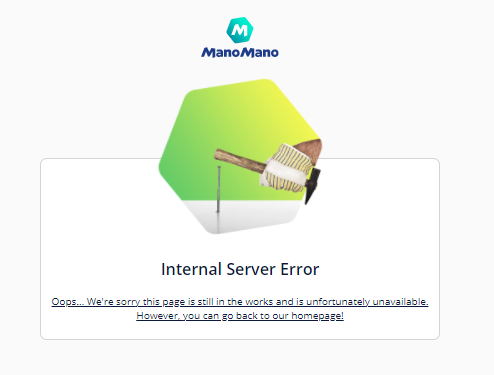 M
ManoMano
Internal Server Error
Oops... We're sorry this page is still in the works and is unfortunately unavailable.
However, you can go back to our homepage!